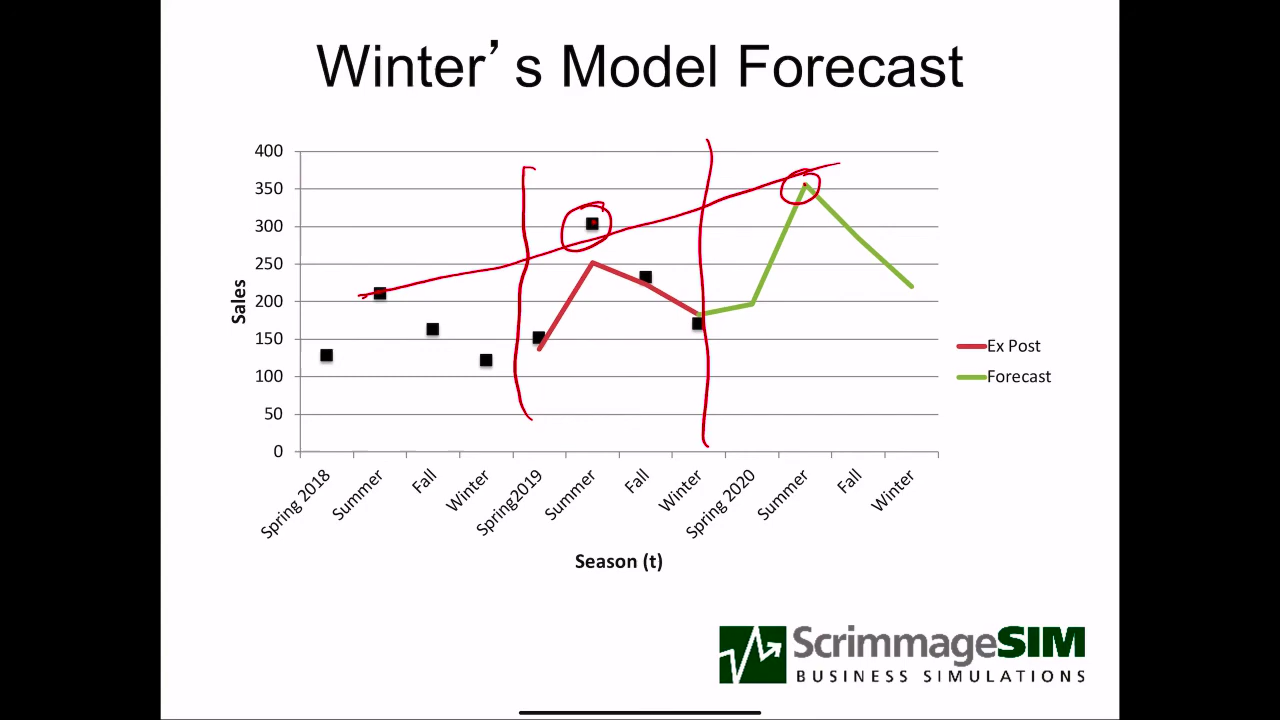 Winter’s Model Forecast
400
350
300
250
200
150
100
50
0
Sales
Spring 2018
Summer
Fall
Winter
Spring2019
Summer
Fall
Winter
Spring 2020
Summer
Fall
Winter
Season (t)
Ex Post
Forecast
ScrimmageSIM
BUSINESS SIMULATIONS